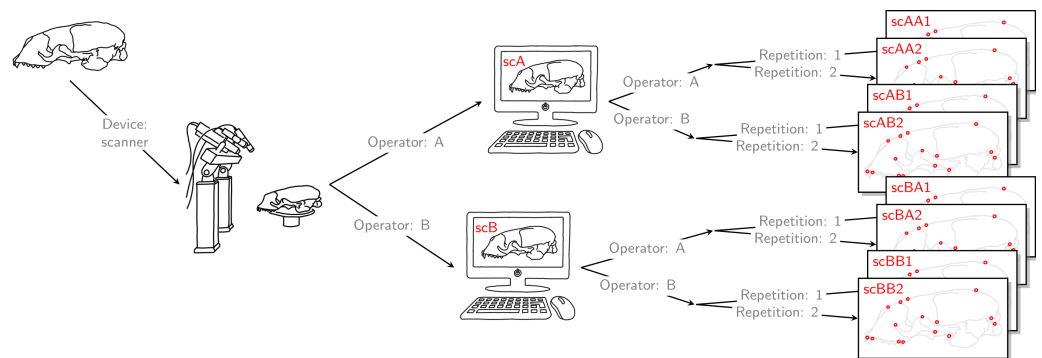 Device:
scanner
Operator: A
Operator: B
scA
Operator: A
Operator: B
Repetition: 1
Repetition: 2
Repetition: 1
Repetition: 2
scAA1
scAA2
scAB1
scAB2
scB
Operator: A
Operator: B
Repetition: 1
Repetition: 2
Repetition: 1
Repetition: 2
scBA1
scBA2
scBB1
scBB2